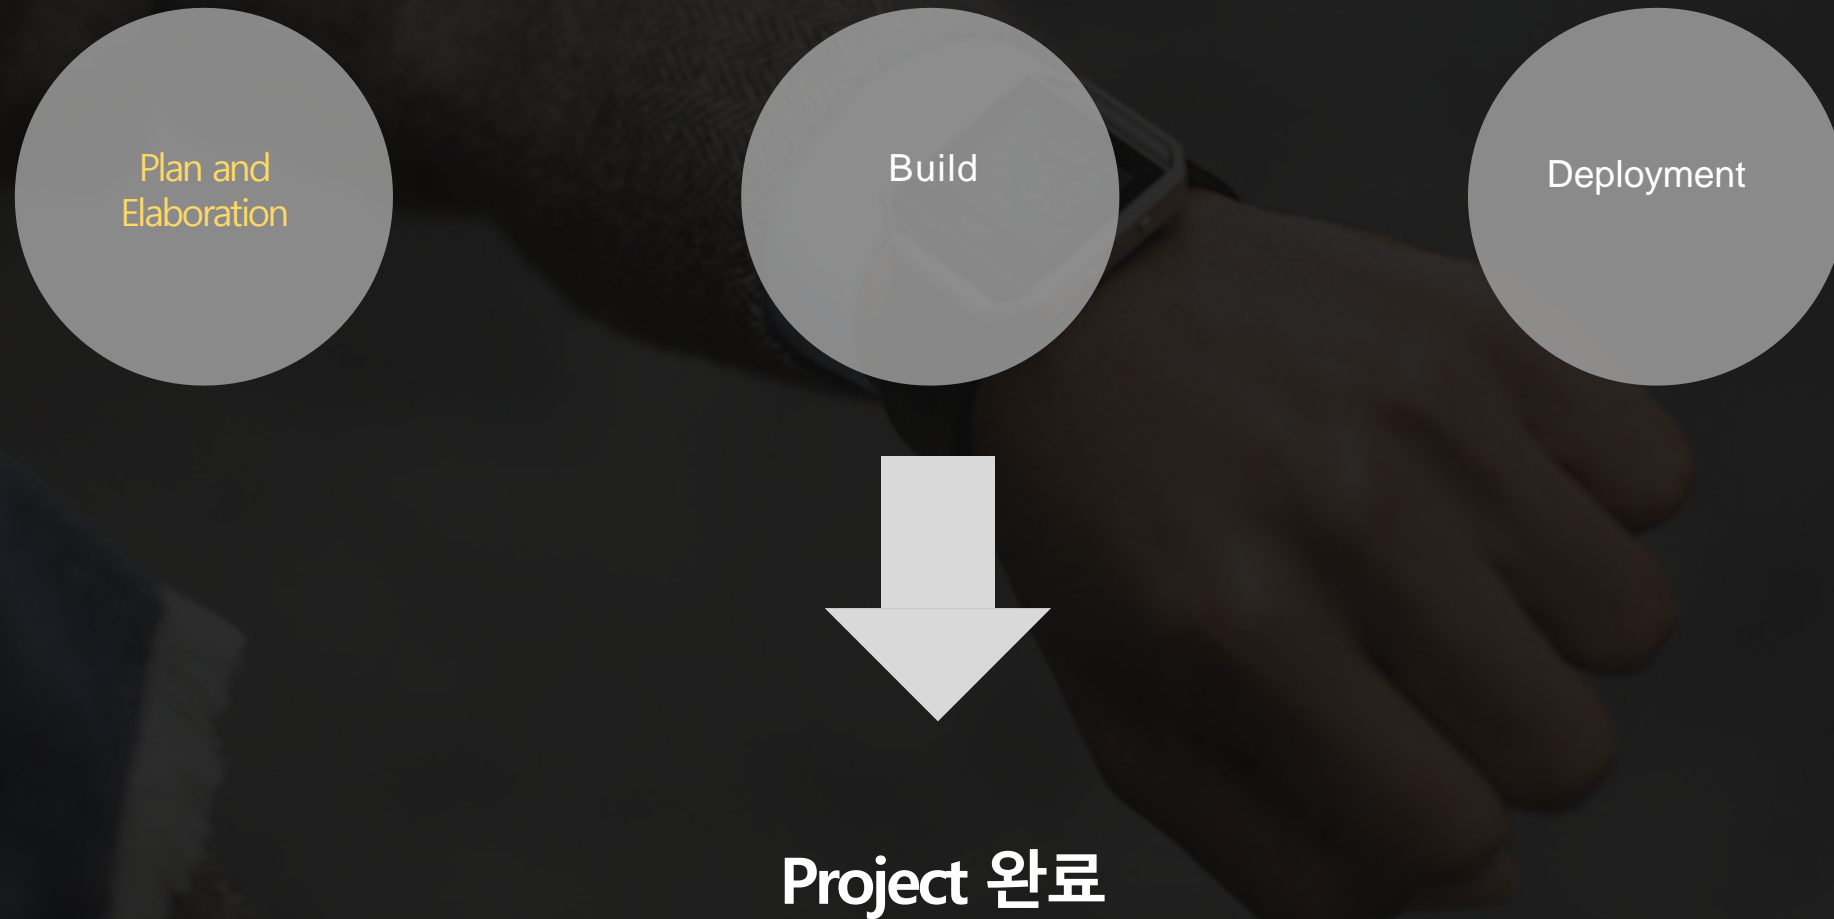 Plan and
Elaboration
Build
Deployment
Project 완료